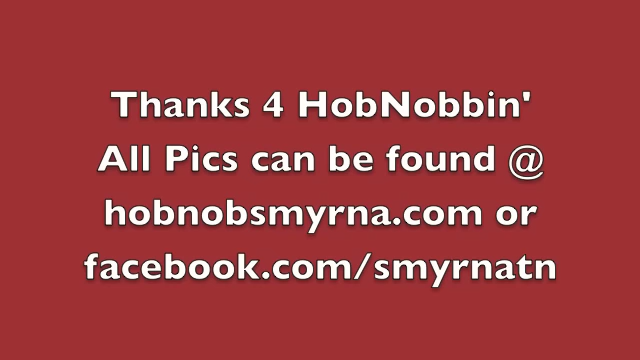 Thanks 4 HobNobbin'
All Pics can be found @
hobnobsmyrna.com or
facebook.com/smyrnatn